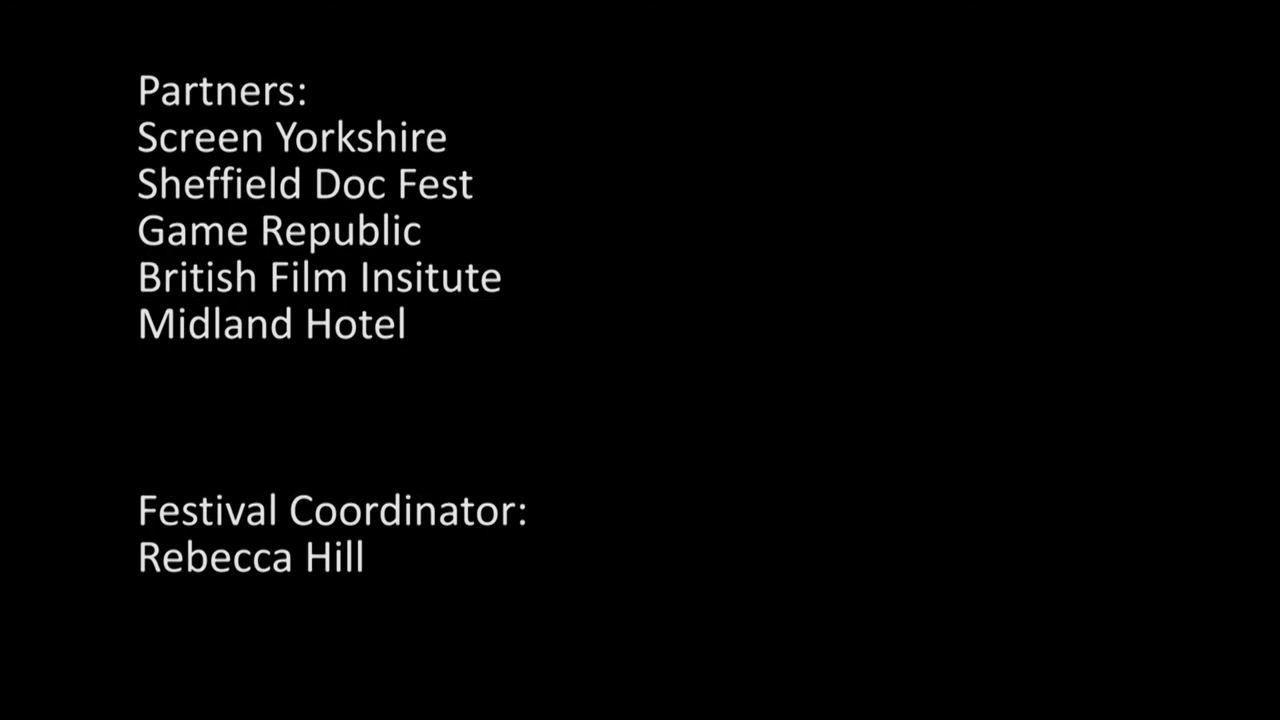 Partners:
Screen Yorkshire
Sheffield Doc Fest
Game Republic
British Film Insitute
Midland Hotel
Festival Coordinator:
Rebecca Hill